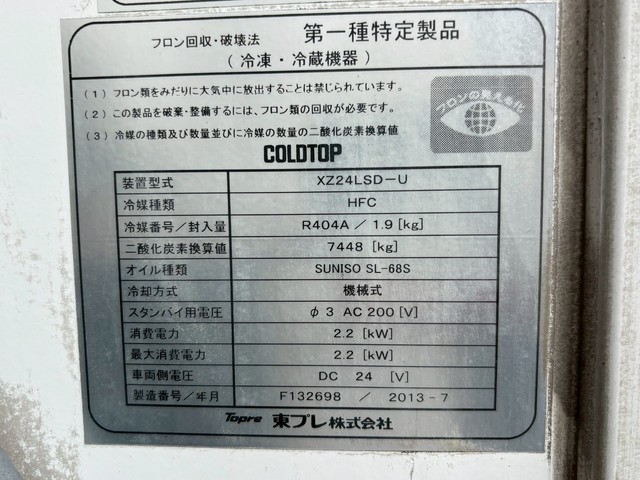 フロン回収・破壊法 第一種特定製品
(冷凍・冷蔵機器)
(1) フロン類をみだりに大気中に放出することは禁じられています。
(2) この製品を破棄・整備するには、フロン類の回収が必要です。
(3) 冷媒の種類及び数量並びに冷媒の数量の二酸化炭素換算値
フロンの見える化
COLDTOP
装置型式 XZ24LSD-U
冷媒種類 HFC
冷媒番号/封入量 R404A / 1.9 [kg]
二酸化炭素換算値 7448 [kg]
オイル種類 SUNISO SL-68S
冷却方式 機械式
スタンバイ用電圧 φ3 AC 200 [V]
消費電力 2.2 [kW]
最大消費電力 2.2 [kW]
車両側電圧 DC 24 [V]
製造番号/年月 F132698 / 2013-7
Topre 東プレ株式会社